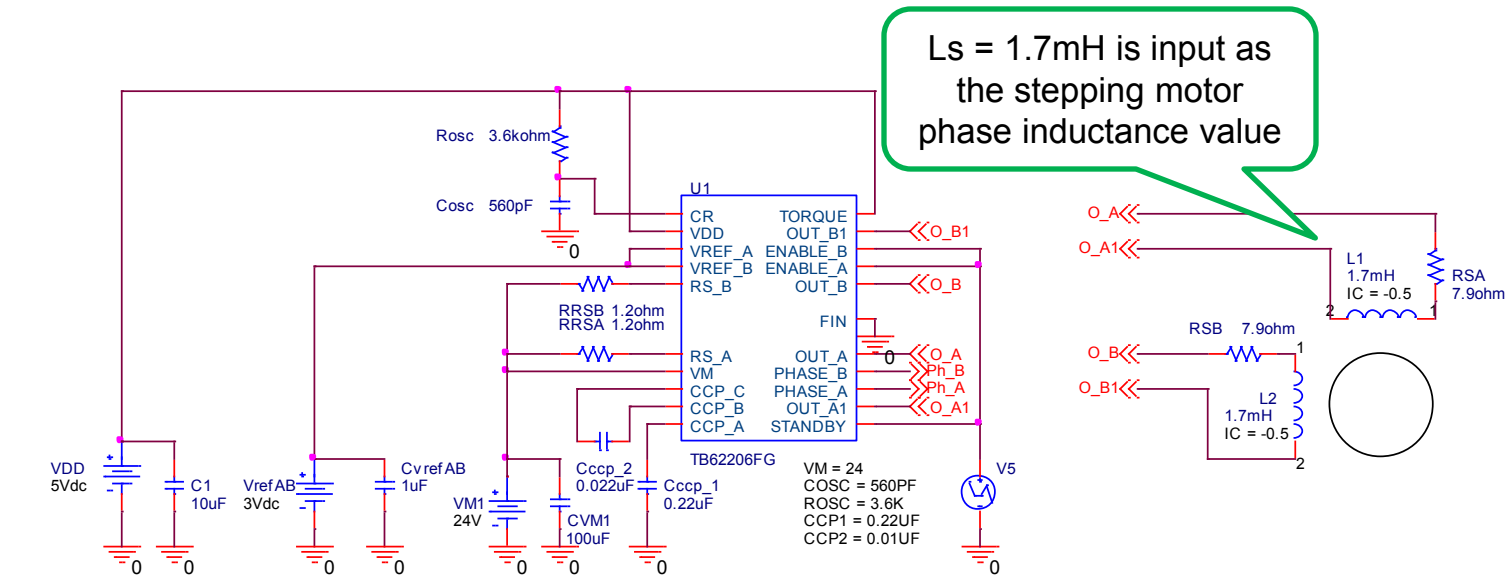 Ls = 1.7mH is input as
the stepping motor
phase inductance value
Rosc 3.6kohm
Cosc 560pF
0
U1
CR
VDD
VREF_A
VREF_B
RS_B
RS_A
VM
CCP_C
CCP_B
CCP_A
TORQUE
OUT_B1
ENABLE_B
ENABLE_A
OUT_B
FIN
OUT_A
PHASE_B
PHASE_A
OUT_A1
STANDBY
TB62206FG
O_B1
O_B
0
O_A
Ph_B
Ph_A
O_A1
RRSB 1.2ohm
RRSA 1.2ohm
O_A
O_A1
L1
1.7mH
IC = -0.5
2
1
RSA
7.9ohm
RSB 7.9ohm
O_B
O_B1
1
L2
1.7mH
IC = -0.5
2
VDD
5Vdc
+
-
C1
10uF
VrefAB
3Vdc
+
-
CvrefAB
1uF
VM1
24V
+
-
CVM1
100uF
Cccp_2
0.022uF
Cccp_1
0.22uF
VM = 24
COSC = 560PF
ROSC = 3.6K
CCP1 = 0.22UF
CCP2 = 0.01UF
V5
0
0
0
0
0
0
0
0